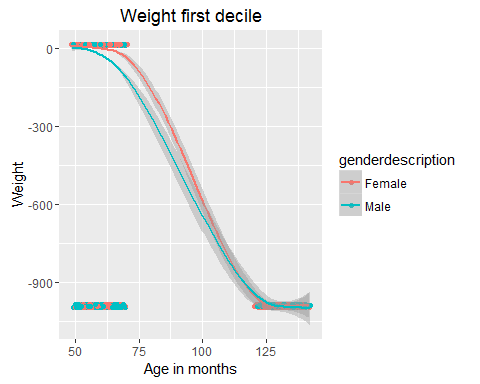 Weight first decile
0
-300
-600
-900
Weight
50
75
100
125
Age in months
genderdescription
Female
Male